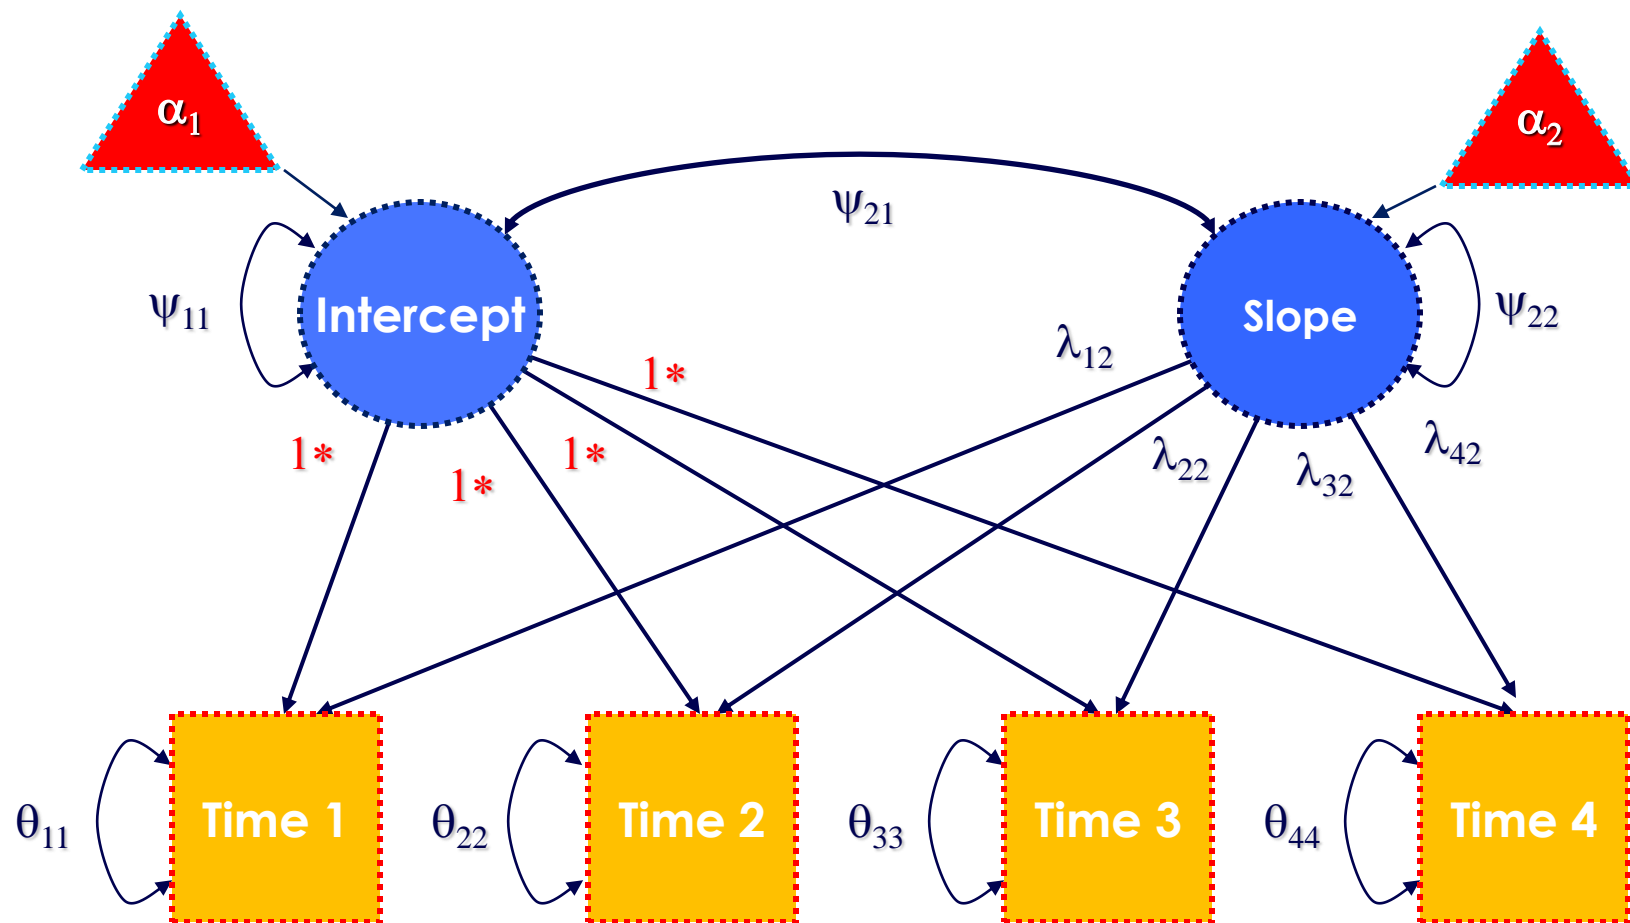 α₁
α₂
ψ₂₁
ψ₁₁
Intercept
Slope
ψ₂₂
λ₁₂
1*
1*
1*
1*
λ₂₂
λ₃₂
λ₄₂
θ₁₁
Time 1
θ₂₂
Time 2
θ₃₃
Time 3
θ₄₄
Time 4